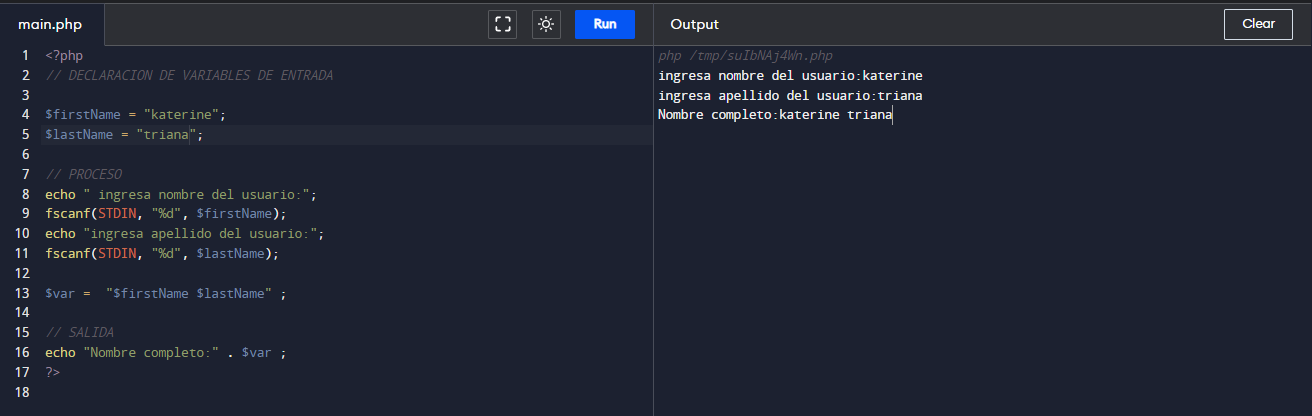 main.php
Run
1 <?php
2 // DECLARACION DE VARIABLES DE ENTRADA
3
4 $firstName = "katerine";
5 $lastName = "triana";
6
7 // PROCESO
8 echo " ingresa nombre del usuario:";
9 fscanf(STDIN, "%d", $firstName);
10 echo "ingresa apellido del usuario:";
11 fscanf(STDIN, "%d", $lastName);
12
13 $var =  "$firstName $lastName" ;
14
15 // SALIDA
16 echo "Nombre completo:" . $var ;
17 ?>
18
Output
Clear
php /tmp/suIbNAj4Wn.php
ingresa nombre del usuario:katerine
ingresa apellido del usuario:triana
Nombre completo:katerine triana